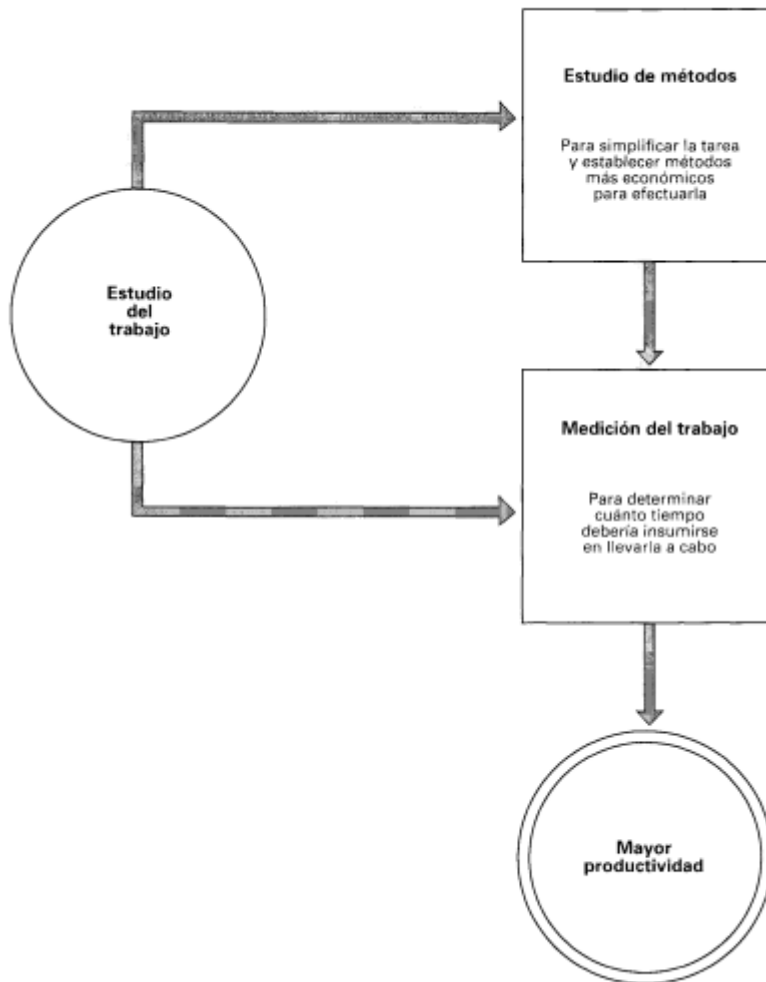 Estudio de métodos
Para simplificar la tarea
y establecer métodos
más económicos
para efectuarla
Estudio
del
trabajo
Medición del trabajo
Para determinar
cuánto tiempo
debería insumirse
en llevarla a cabo
Mayor
productividad